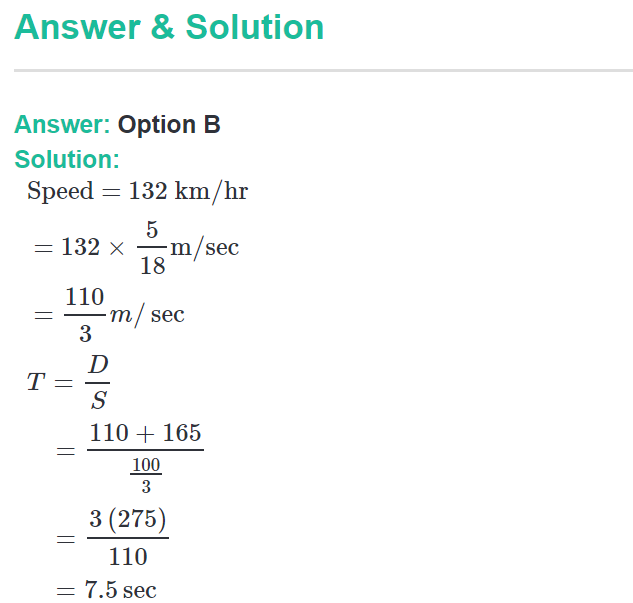 Answer & Solution
Answer: Option B
Solution:
Speed = 132 km/hr
= 132 × 5/18 m/sec
= 110/3 m/ sec
T = D/S
= (110 + 165)/(100/3)
= 3 (275)/110
= 7.5 sec